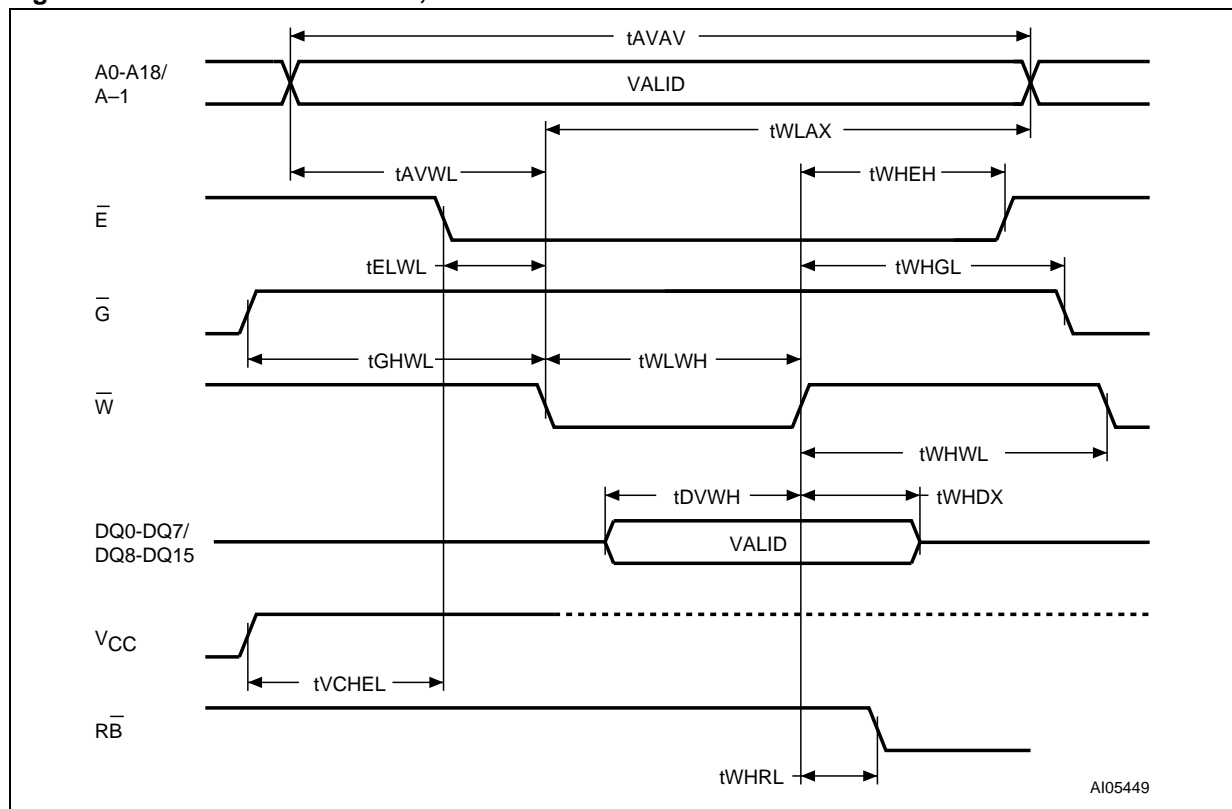 tAVAV
A0-A18/
A–1
VALID
tWLAX
tAVWL
tWHEH
E̅
tELWL
tWHGL
G̅
tGHWL
tWLWH
W̅
tWHWL
tDVWH
tWHDX
DQ0-DQ7/
DQ8-DQ15
VALID
VCC
tVCHEL
RB̅
tWHRL
AI05449